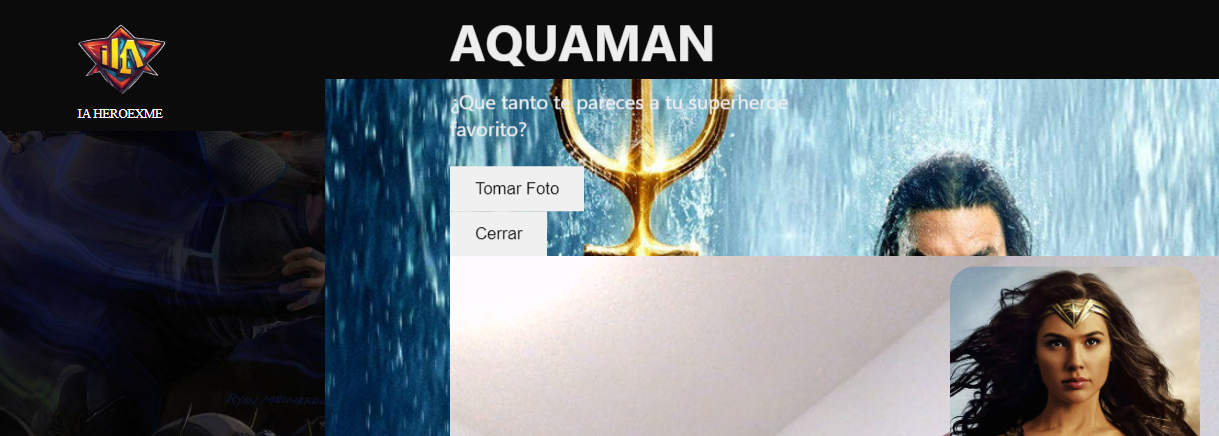 AQUAMAN
IA HEROEXME
¿Que tanto te pareces a tu superheroe
favorito?
Tomar Foto
Cerrar